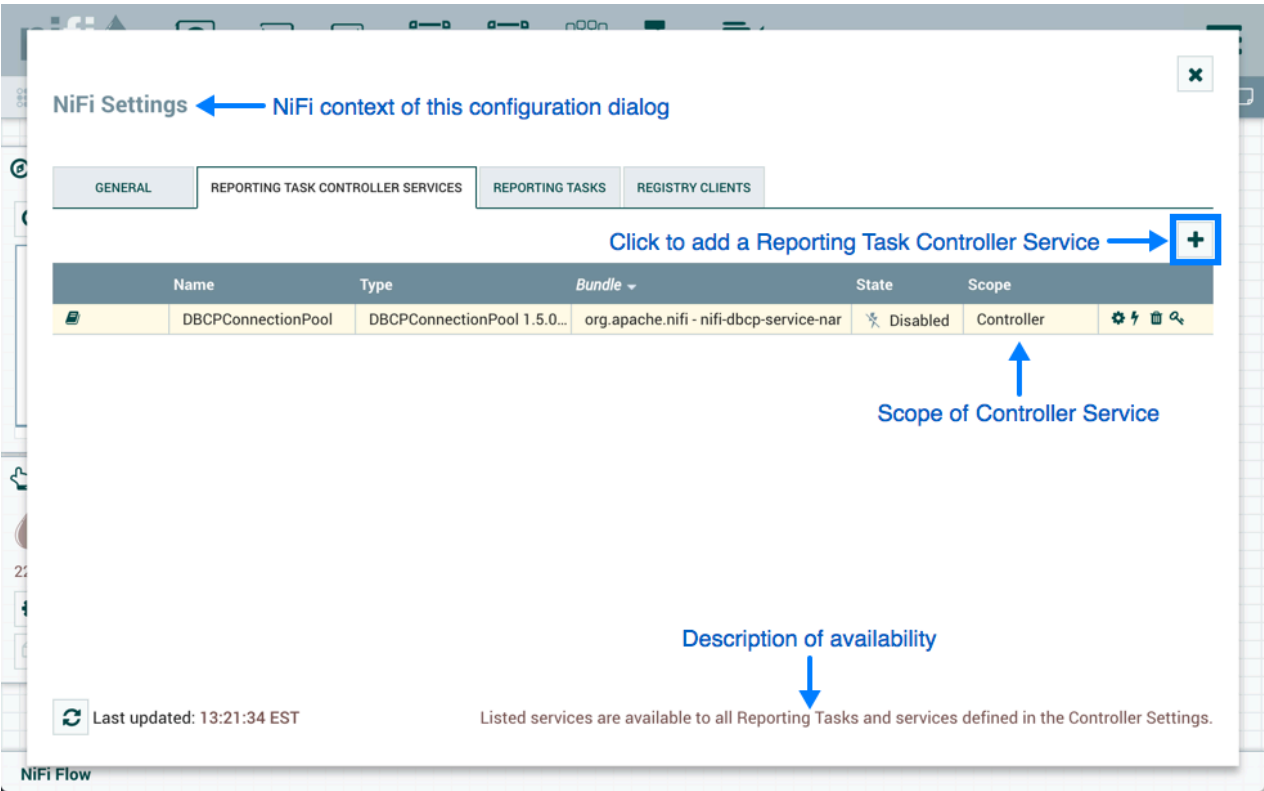 nifi
NiFi Settings
NiFi context of this configuration dialog
GENERAL
REPORTING TASK CONTROLLER SERVICES
REPORTING TASKS
REGISTRY CLIENTS
Click to add a Reporting Task Controller Service
Name Type Bundle State Scope
DBCPConnectionPool DBCPConnectionPool 1.5.0... org.apache.nifi - nifi-dbcp-service-nar Disabled Controller
Scope of Controller Service
Description of availability
Last updated: 13:21:34 EST
Listed services are available to all Reporting Tasks and services defined in the Controller Settings.
NiFi Flow